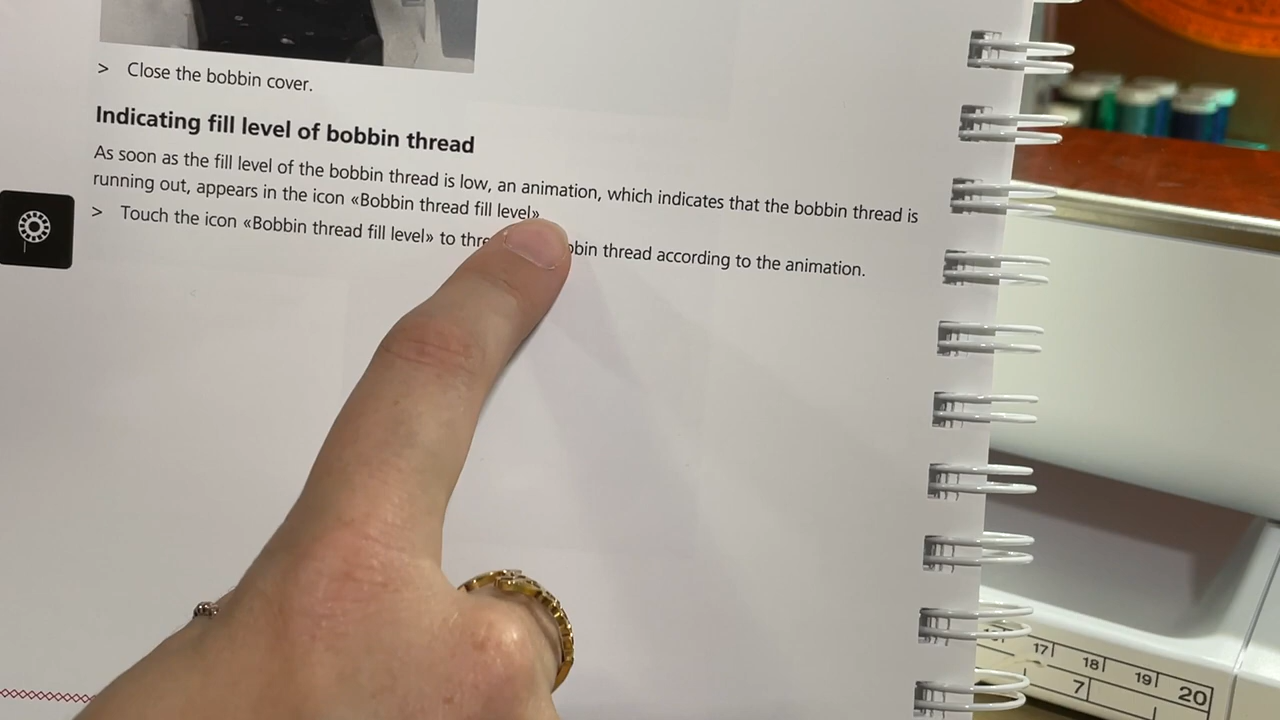 > Close the bobbin cover.
Indicating fill level of bobbin thread
As soon as the fill level of the bobbin thread is low, an animation, which indicates that the bobbin thread is
running out, appears in the icon «Bobbin thread fill level».
> Touch the icon «Bobbin thread fill level» to thread according to the animation.
17 18 19 20
7